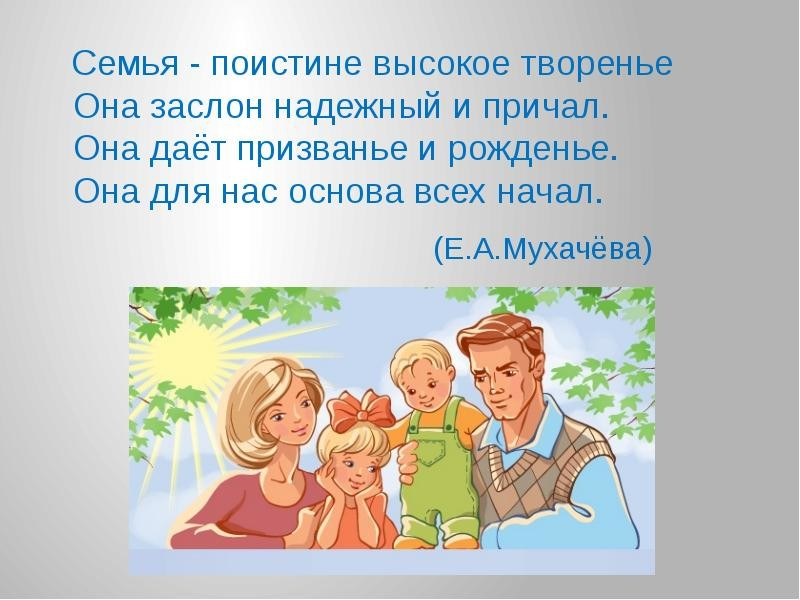 Семья - поистине высокое творенье
Она заслон надежный и причал.
Она даёт призванье и рожденье.
Она для нас основа всех начал.
(Е.А.Мухачёва)